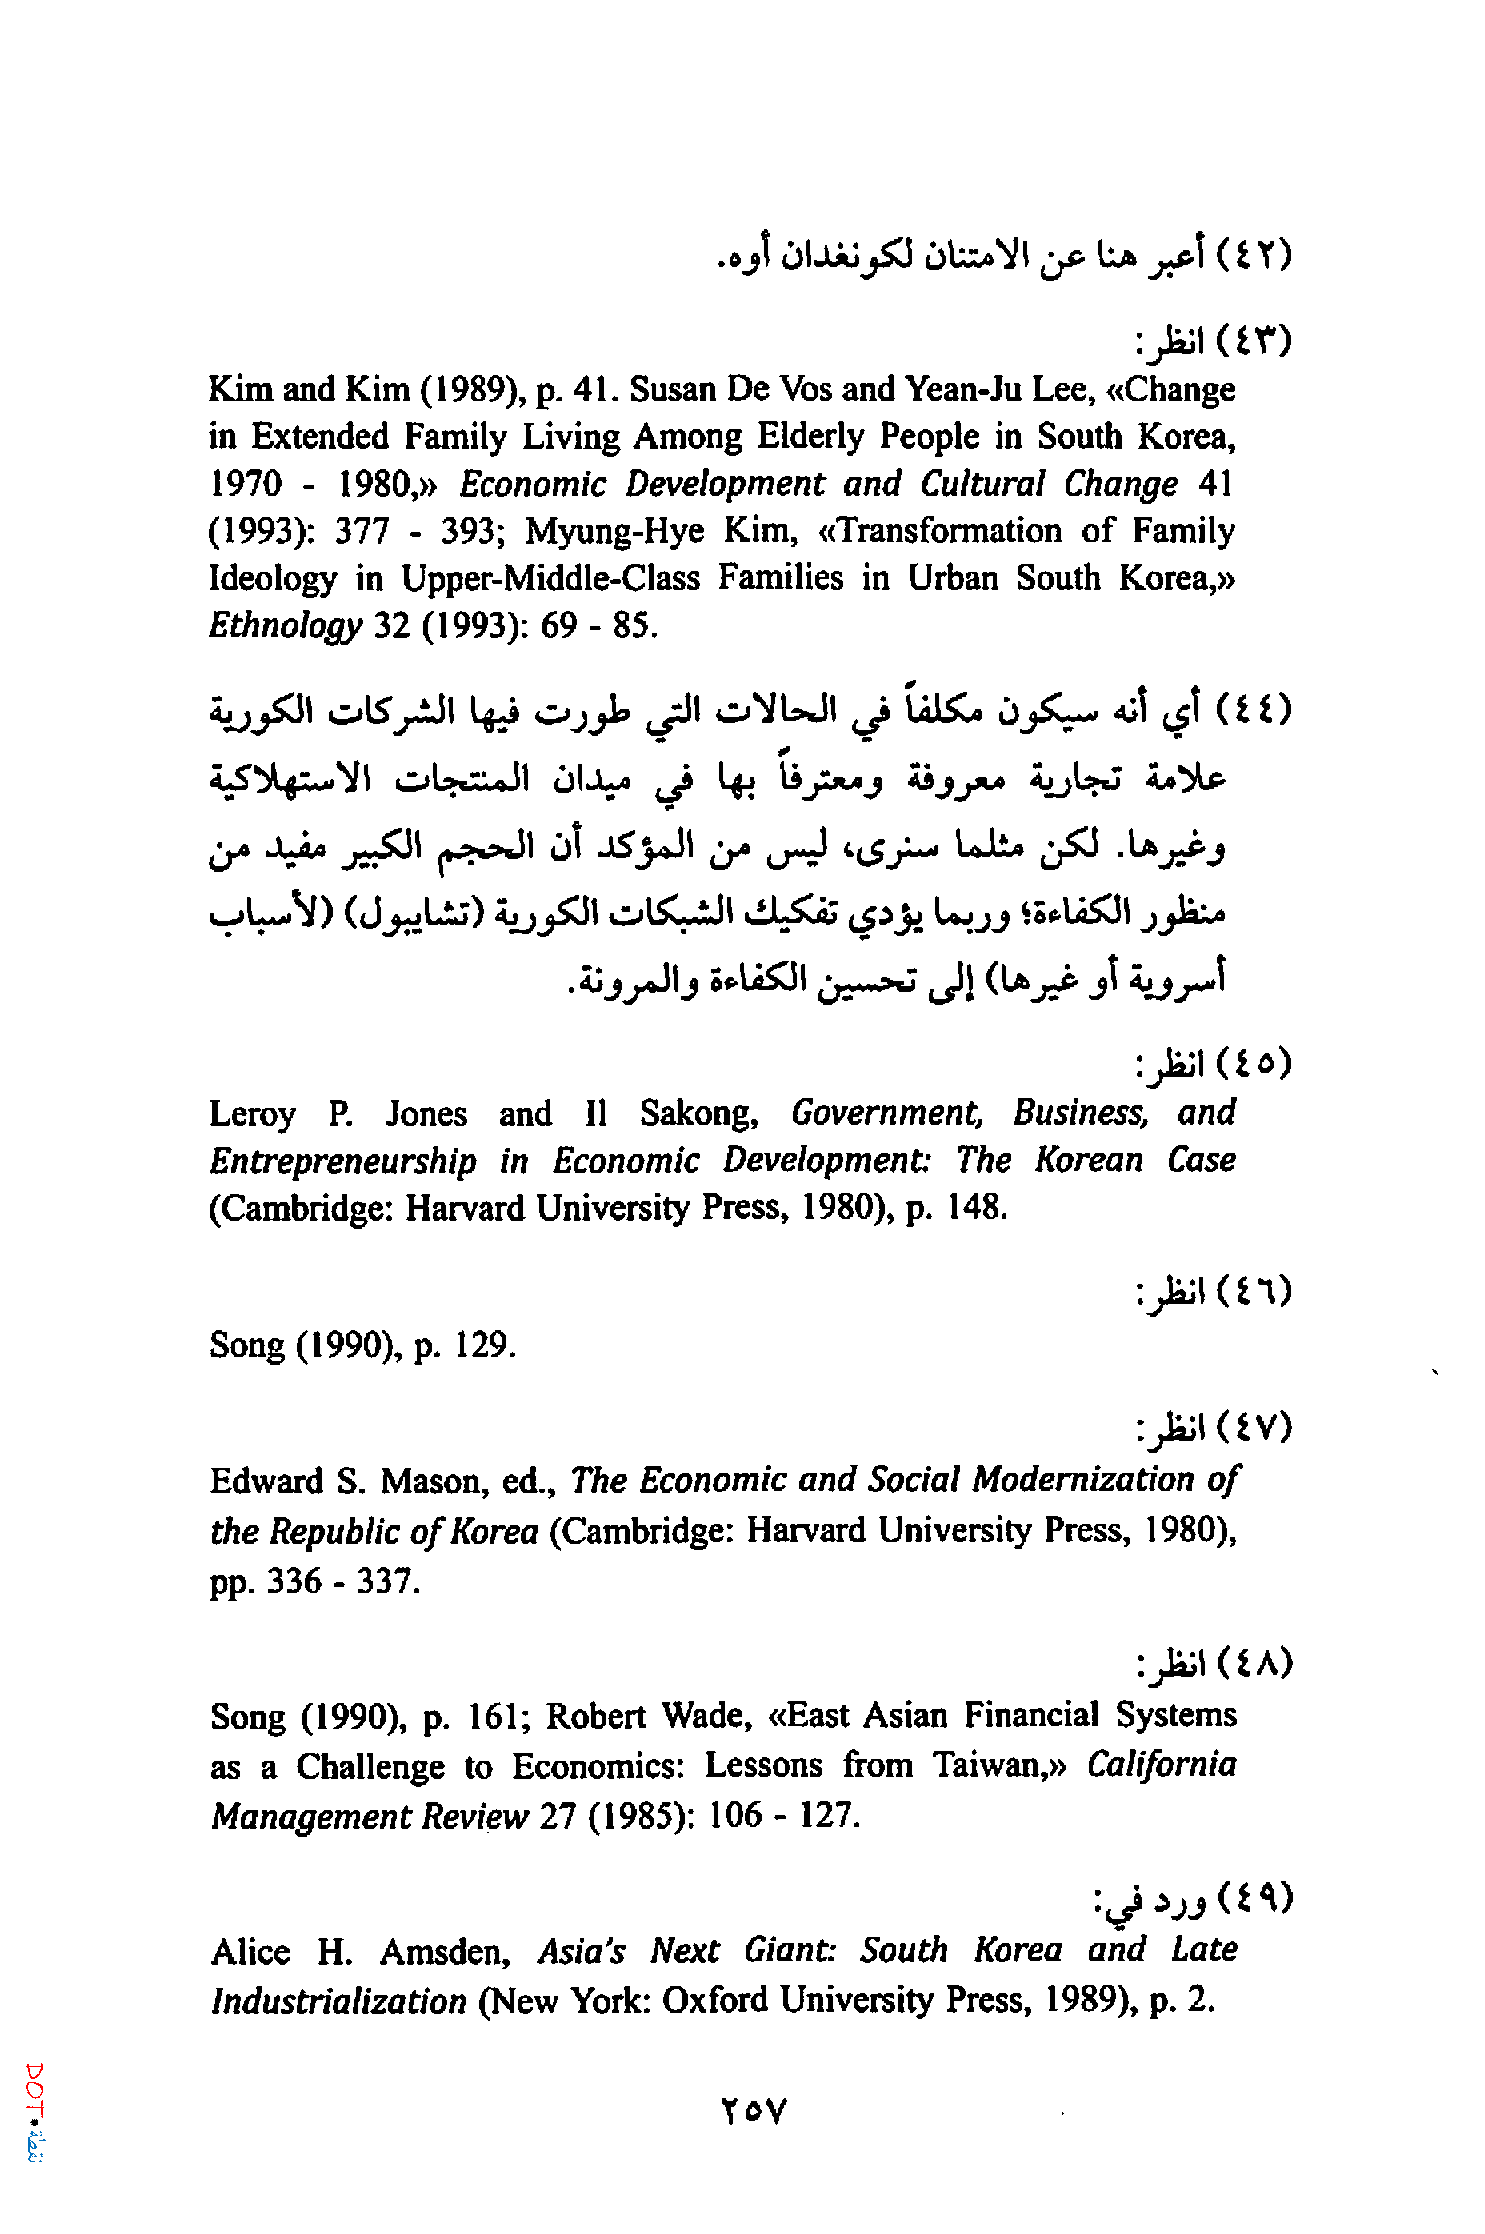 (٤٢) أعبر هنا عن الامتنان لكونغدان أوه.
(٤٣) انظر:
Kim and Kim (1989), p. 41. Susan De Vos and Yean-Ju Lee, «Change
in Extended Family Living Among Elderly People in South Korea,
1970 - 1980,» Economic Development and Cultural Change 41
(1993): 377 - 393; Myung-Hye Kim, «Transformation of Family
Ideology in Upper-Middle-Class Families in Urban South Korea,»
Ethnology 32 (1993): 69 - 85.
(٤٤) أي أنه سيكون مكلفاً في الحالات التي طورت فيها الشركات الكورية
علامة تجارية معروفة ومعترفاً بها في ميدان المنتجات الاستهلاكية
وغيرها. لكن مثلما سنرى، ليس من المؤكد أن الحجم الكبير مفيد من
منظور الكفاءة؛ وربما يؤدي تفكيك الشبكات الكورية (تشايبول) (لأسباب
أسروية أو غيرها) إلى تحسين الكفاءة والمرونة.
(٤٥) انظر:
Leroy P. Jones and Il Sakong, Government, Business, and
Entrepreneurship in Economic Development: The Korean Case
(Cambridge: Harvard University Press, 1980), p. 148.
(٤٦) انظر:
Song (1990), p. 129.
(٤٧) انظر:
Edward S. Mason, ed., The Economic and Social Modernization of
the Republic of Korea (Cambridge: Harvard University Press, 1980),
pp. 336 - 337.
(٤٨) انظر:
Song (1990), p. 161; Robert Wade, «East Asian Financial Systems
as a Challenge to Economics: Lessons from Taiwan,» California
Management Review 27 (1985): 106 - 127.
(٤٩) ورد في:
Alice H. Amsden, Asia's Next Giant: South Korea and Late
Industrialization (New York: Oxford University Press, 1989), p. 2.
٢٥٧
DOT•نقطة